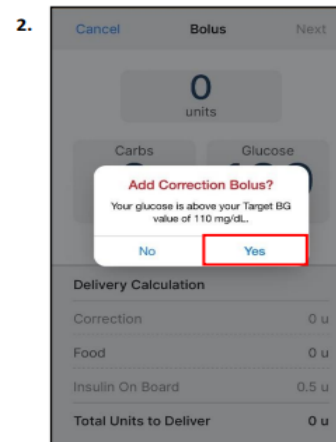 2.
Cancel Bolus Next
0
units
Carbs Glucose
Add Correction Bolus?
Your glucose is above your Target BG
value of 110 mg/dL.
No Yes
Delivery Calculation
Correction 0 u
Food 0 u
Insulin On Board 0.5 u
Total Units to Deliver 0 u